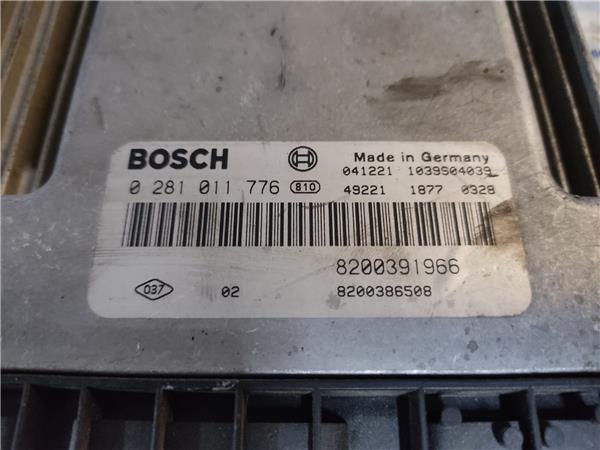 BOSCH
Made in Germany
041221 1039S04039
0 281 011 776 810 49221 1877 0328
8200391966
037 02 8200386508